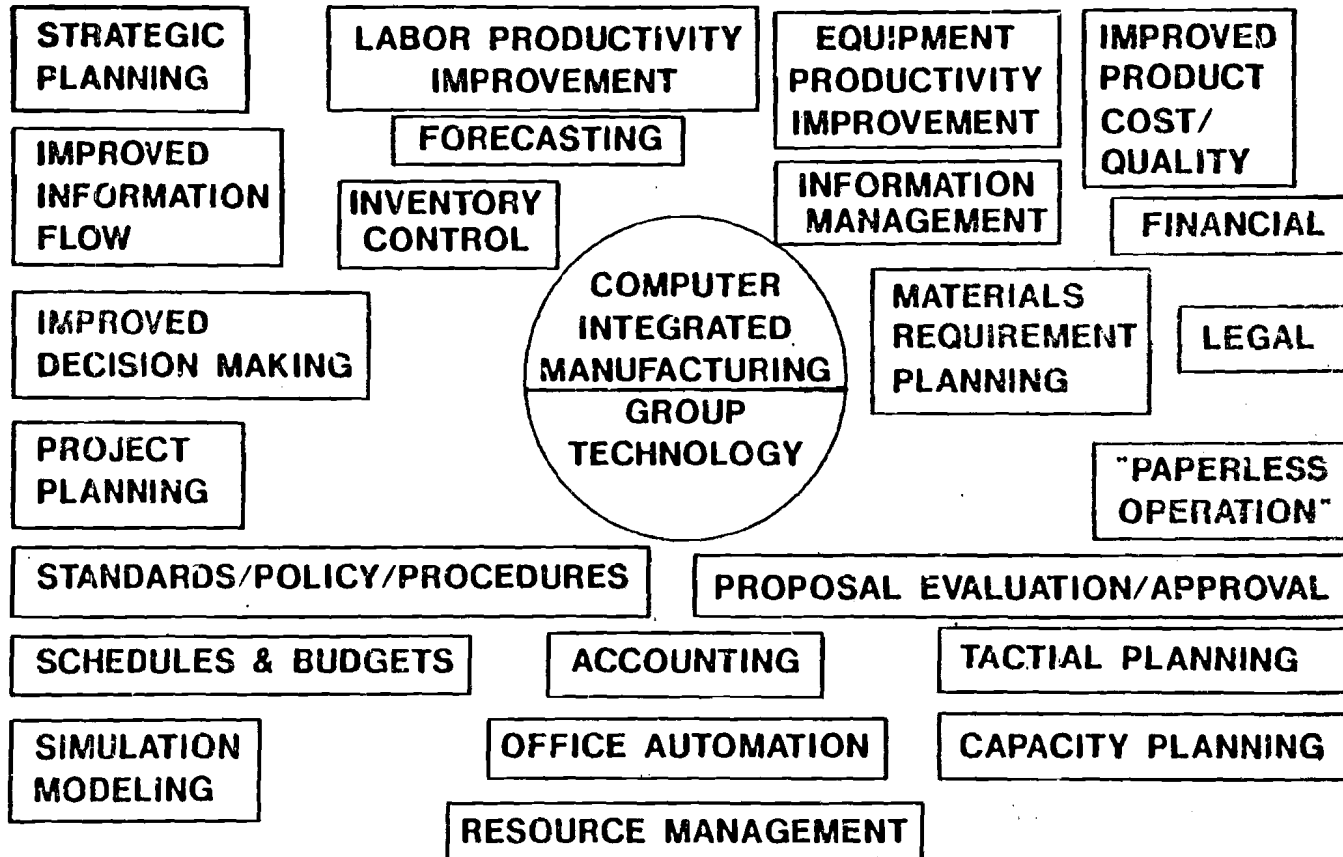 STRATEGIC
PLANNING
LABOR PRODUCTIVITY
IMPROVEMENT
EQUIPMENT
PRODUCTIVITY
IMPROVEMENT
IMPROVED
PRODUCT
COST/
QUALITY
FORECASTING
IMPROVED
INFORMATION
FLOW
INVENTORY
CONTROL
INFORMATION
MANAGEMENT
FINANCIAL
COMPUTER
INTEGRATED
MANUFACTURING
GROUP
TECHNOLOGY
IMPROVED
DECISION MAKING
MATERIALS
REQUIREMENT
PLANNING
LEGAL
PROJECT
PLANNING
"PAPERLESS
OPERATION"
STANDARDS/POLICY/PROCEDURES
PROPOSAL EVALUATION/APPROVAL
SCHEDULES & BUDGETS
ACCOUNTING
TACTIAL PLANNING
SIMULATION
MODELING
OFFICE AUTOMATION
CAPACITY PLANNING
RESOURCE MANAGEMENT